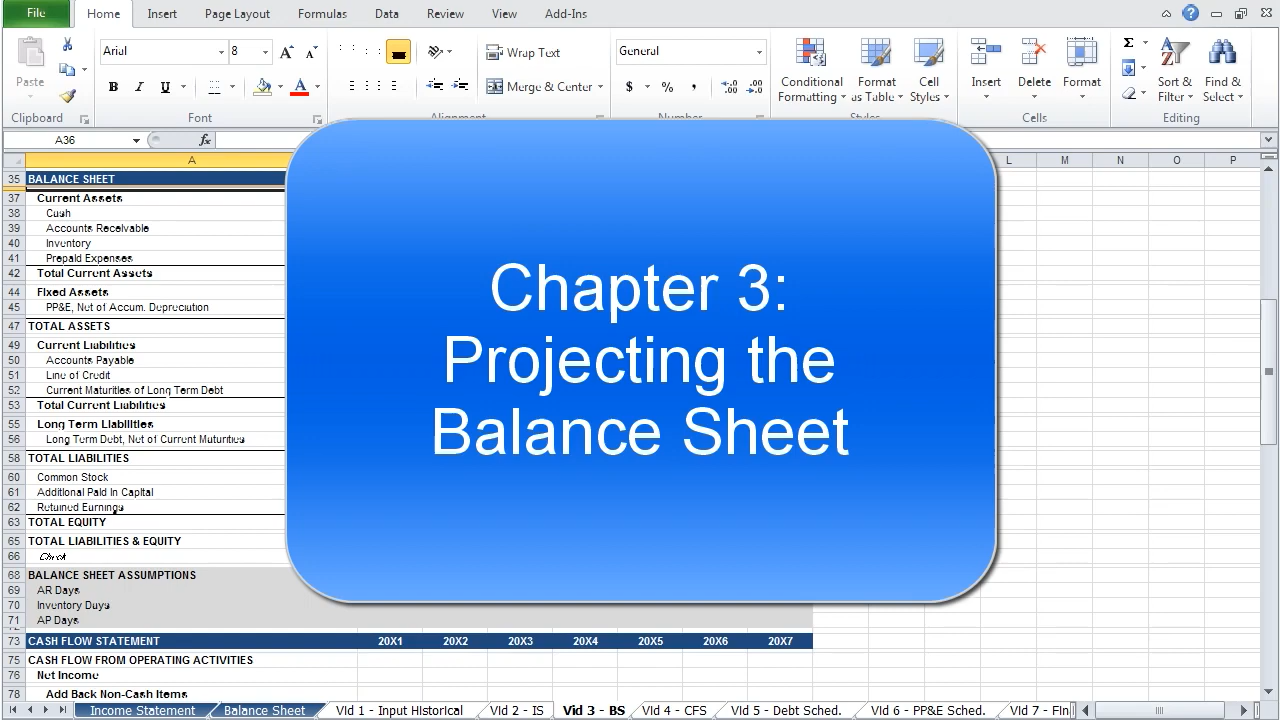 File Home Insert Page Layout Formulas Data Review View Add-Ins
Arial 8 Wrap Text General
Paste B I U A Merge & Center $ % , Conditional Formatting as Table Format Cell Styles Insert Delete Format Σ Sort & Filter Find & Select
Clipboard Font Cells Editing
A36 fx
A L M N O P
35 BALANCE SHEET
37 Current Assets
38 Cash
39 Accounts Receivable
40 Inventory
41 Prepaid Expenses
42 Total Current Assets
44 Fixed Assets
45 PP&E, Net of Accum. Depreciation
47 TOTAL ASSETS
49 Current Liabilities
50 Accounts Payable
51 Line of Credit
52 Current Maturities of Long Term Debt
53 Total Current Liabilities
55 Long Term Liabilities
56 Long Term Debt, Net of Current Maturities
58 TOTAL LIABILITIES
60 Common Stock
61 Additional Paid In Capital
62 Retained Earnings
63 TOTAL EQUITY
65 TOTAL LIABILITIES & EQUITY
66 Check
68 BALANCE SHEET ASSUMPTIONS
69 AR Days
70 Inventory Days
71 AP Days
73 CASH FLOW STATEMENT 20X1 20X2 20X3 20X4 20X5 20X6 20X7
75 CASH FLOW FROM OPERATING ACTIVITIES
76 Net Income
78 Add Back Non-Cash Items
Chapter 3:
Projecting the
Balance Sheet
Income Statement Balance Sheet Vid 1 - Input Historical Vid 2 - IS Vid 3 - BS Vid 4 - CFS Vid 5 - Debt Sched. Vid 6 - PP&E Sched. Vid 7 - Fin